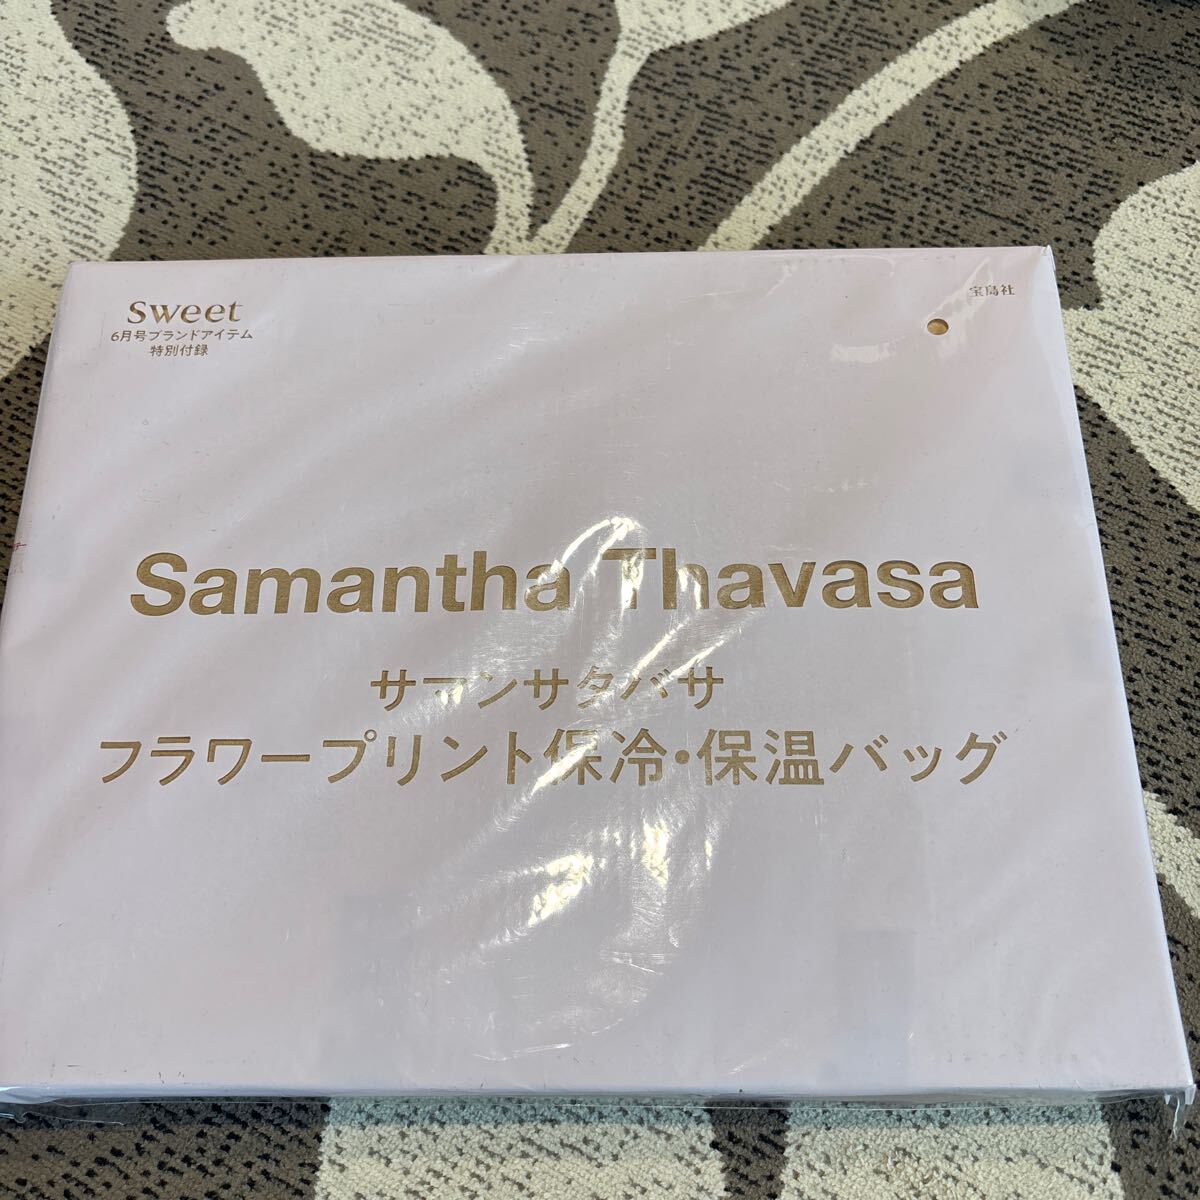 sweet
6月号ブランドアイテム
特別付録
宝島社
Samantha Thavasa
サマンサタバサ
フラワープリント保冷・保温バッグ